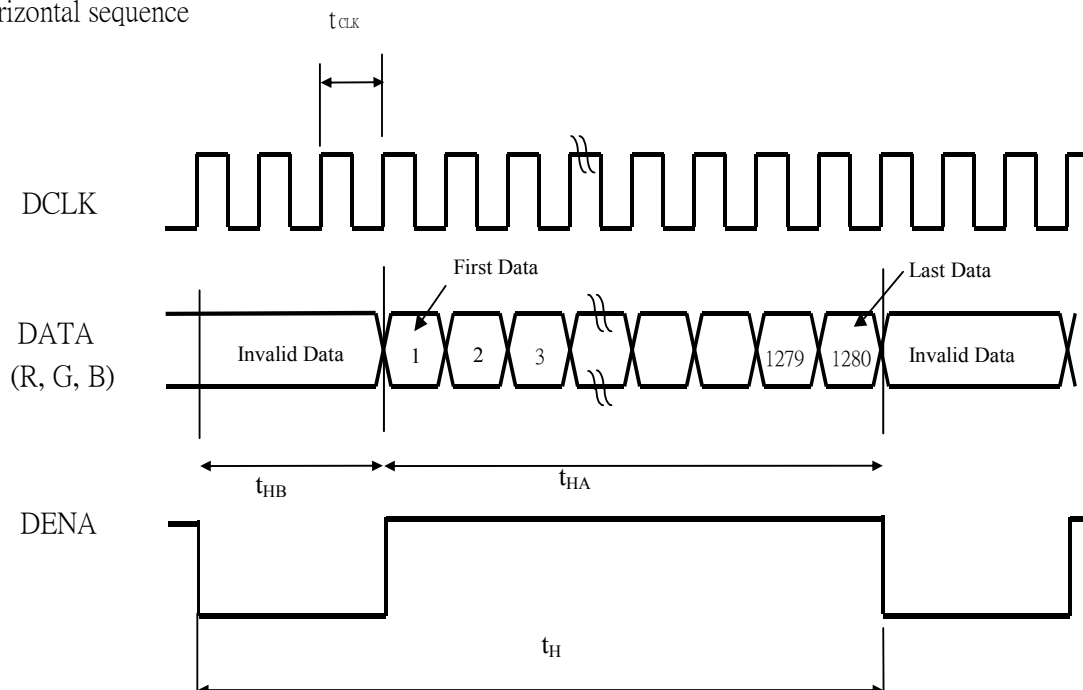 rizontal sequence
tCLK
DCLK
First Data
Last Data
DATA
(R, G, B)
Invalid Data
1
2
3
1279
1280
Invalid Data
tHB
tHA
DENA
tH